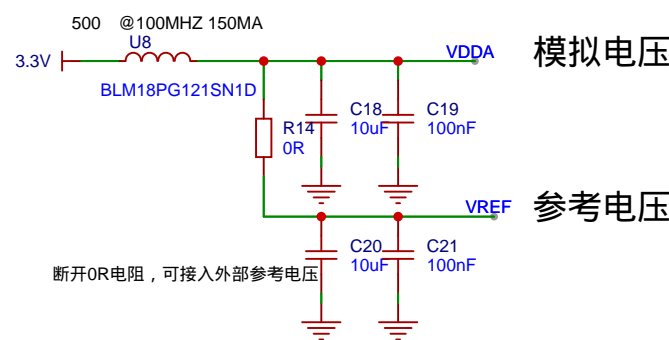 500 @100MHZ 150MA
U8
3.3V
BLM18PG121SN1D
VDDA
模拟电压
R14
0R
C18
10uF
C19
100nF
VREF
参考电压
C20
10uF
C21
100nF
断开0R电阻，可接入外部参考电压